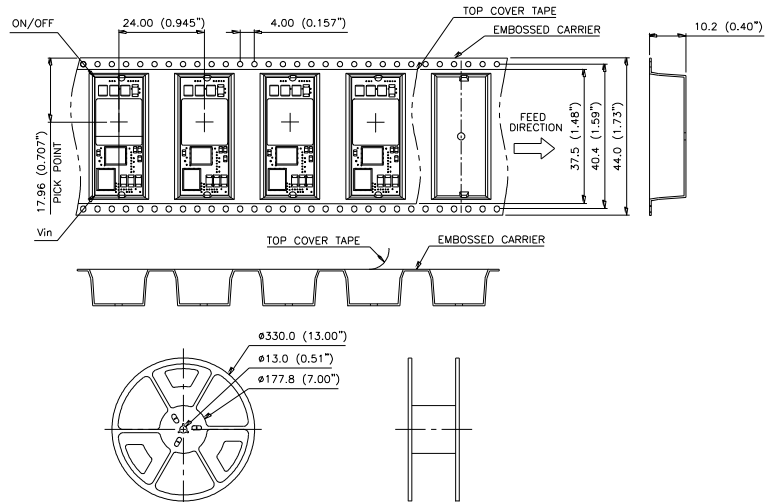 ON/OFF
24.00 (0.945")
4.00 (0.157")
TOP COVER TAPE
EMBOSSED CARRIER
10.2 (0.40")
17.96 (0.707")
PICK POINT
FEED
DIRECTION
37.5 (1.48")
40.4 (1.59")
44.0 (1.73")
Vin
TOP COVER TAPE
EMBOSSED CARRIER
ø330.0 (13.00")
ø13.0 (0.51")
ø177.8 (7.00")